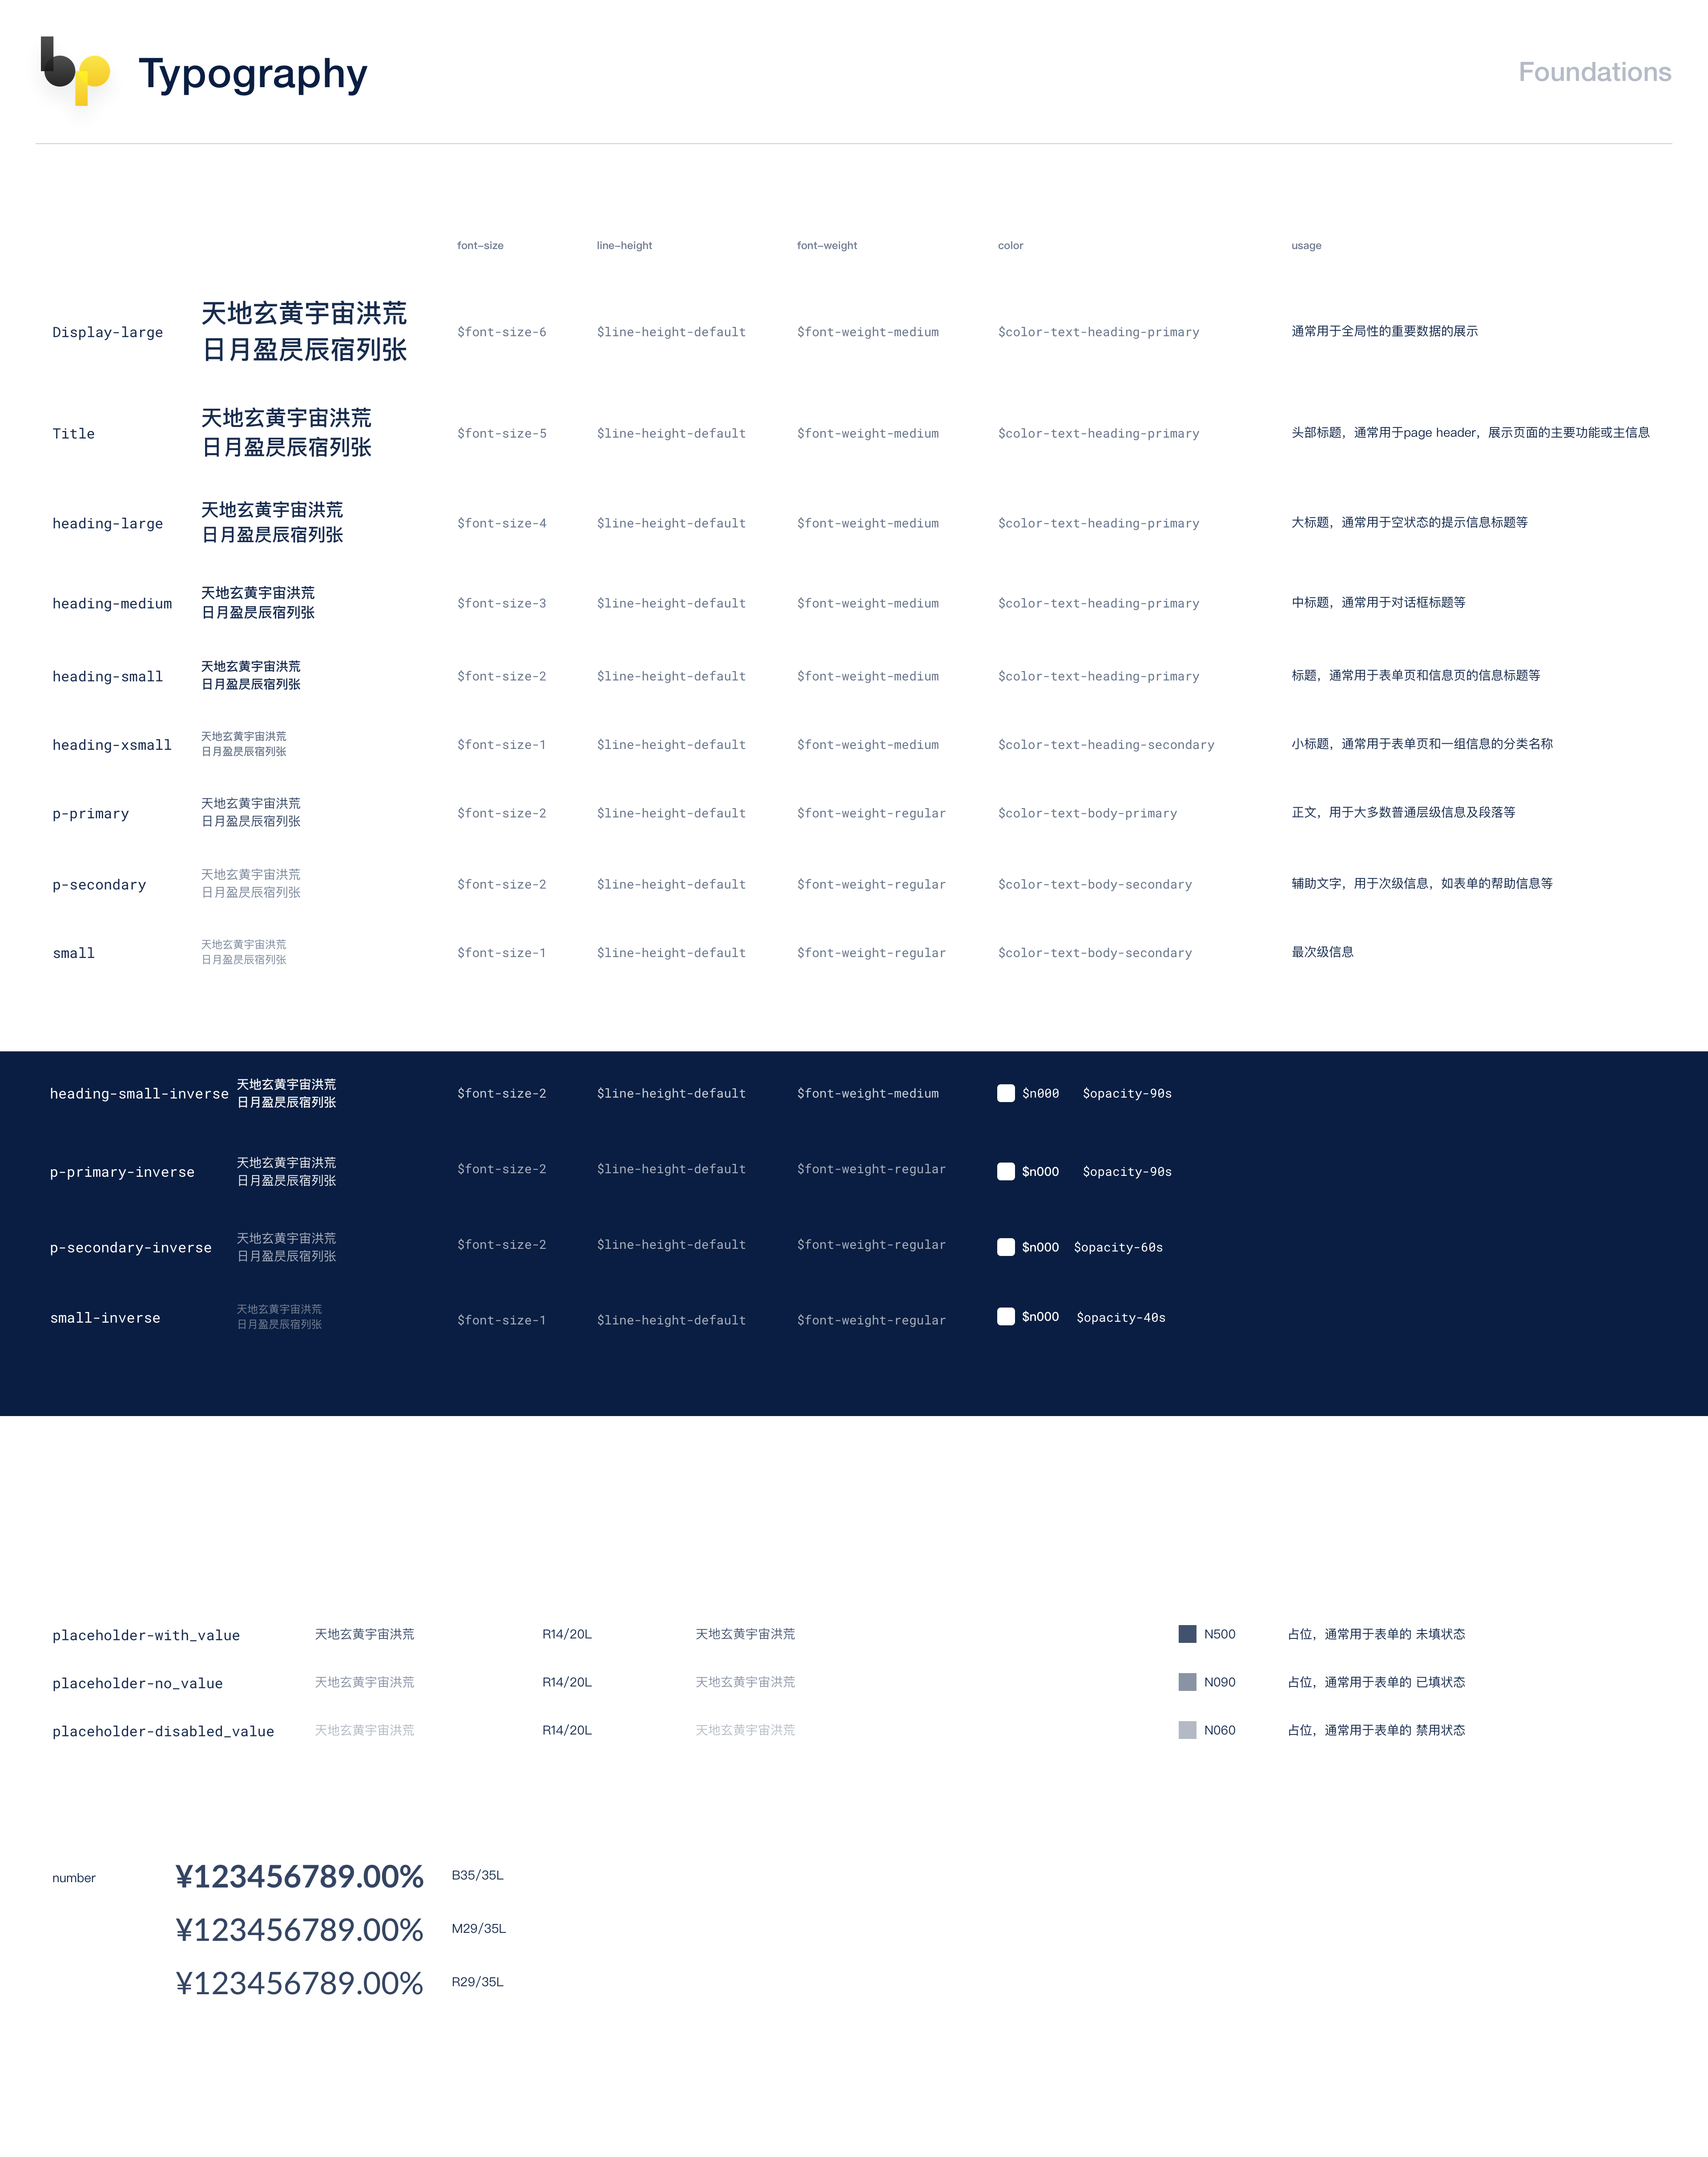 bp Typography Foundations
font-size line-height font-weight color usage
天地玄黄宇宙洪荒
Display-large $font-size-6 $line-height-default $font-weight-medium $color-text-heading-primary 通常用于全局性的重要数据的展示
日月盈昃辰宿列张
天地玄黄宇宙洪荒
Title $font-size-5 $line-height-default $font-weight-medium $color-text-heading-primary 头部标题，通常用于page header，展示页面的主要功能或主信息
日月盈昃辰宿列张
天地玄黄宇宙洪荒
heading-large $font-size-4 $line-height-default $font-weight-medium $color-text-heading-primary 大标题，通常用于空状态的提示信息标题等
日月盈昃辰宿列张
天地玄黄宇宙洪荒
heading-medium $font-size-3 $line-height-default $font-weight-medium $color-text-heading-primary 中标题，通常用于对话框标题等
日月盈昃辰宿列张
天地玄黄宇宙洪荒
heading-small $font-size-2 $line-height-default $font-weight-medium $color-text-heading-primary 标题，通常用于表单页和信息页的信息标题等
日月盈昃辰宿列张
天地玄黄宇宙洪荒
heading-xsmall $font-size-1 $line-height-default $font-weight-medium $color-text-heading-secondary 小标题，通常用于表单页和一组信息的分类名称
日月盈昃辰宿列张
天地玄黄宇宙洪荒
p-primary $font-size-2 $line-height-default $font-weight-regular $color-text-body-primary 正文，用于大多数普通层级信息及段落等
日月盈昃辰宿列张
天地玄黄宇宙洪荒
p-secondary $font-size-2 $line-height-default $font-weight-regular $color-text-body-secondary 辅助文字，用于次级信息，如表单的帮助信息等
日月盈昃辰宿列张
天地玄黄宇宙洪荒
small $font-size-1 $line-height-default $font-weight-regular $color-text-body-secondary 最次级信息
日月盈昃辰宿列张
天地玄黄宇宙洪荒
heading-small-inverse $font-size-2 $line-height-default $font-weight-medium $n000 $opacity-90s
日月盈昃辰宿列张
天地玄黄宇宙洪荒
p-primary-inverse $font-size-2 $line-height-default $font-weight-regular $n000 $opacity-90s
日月盈昃辰宿列张
天地玄黄宇宙洪荒
p-secondary-inverse $font-size-2 $line-height-default $font-weight-regular $n000 $opacity-60s
日月盈昃辰宿列张
天地玄黄宇宙洪荒
small-inverse $font-size-1 $line-height-default $font-weight-regular $n000 $opacity-40s
日月盈昃辰宿列张
placeholder-with_value 天地玄黄宇宙洪荒 R14/20L 天地玄黄宇宙洪荒 N500 占位，通常用于表单的 未填状态
placeholder-no_value 天地玄黄宇宙洪荒 R14/20L 天地玄黄宇宙洪荒 N090 占位，通常用于表单的 已填状态
placeholder-disabled_value 天地玄黄宇宙洪荒 R14/20L 天地玄黄宇宙洪荒 N060 占位，通常用于表单的 禁用状态
number ¥123456789.00% B35/35L
¥123456789.00% M29/35L
¥123456789.00% R29/35L